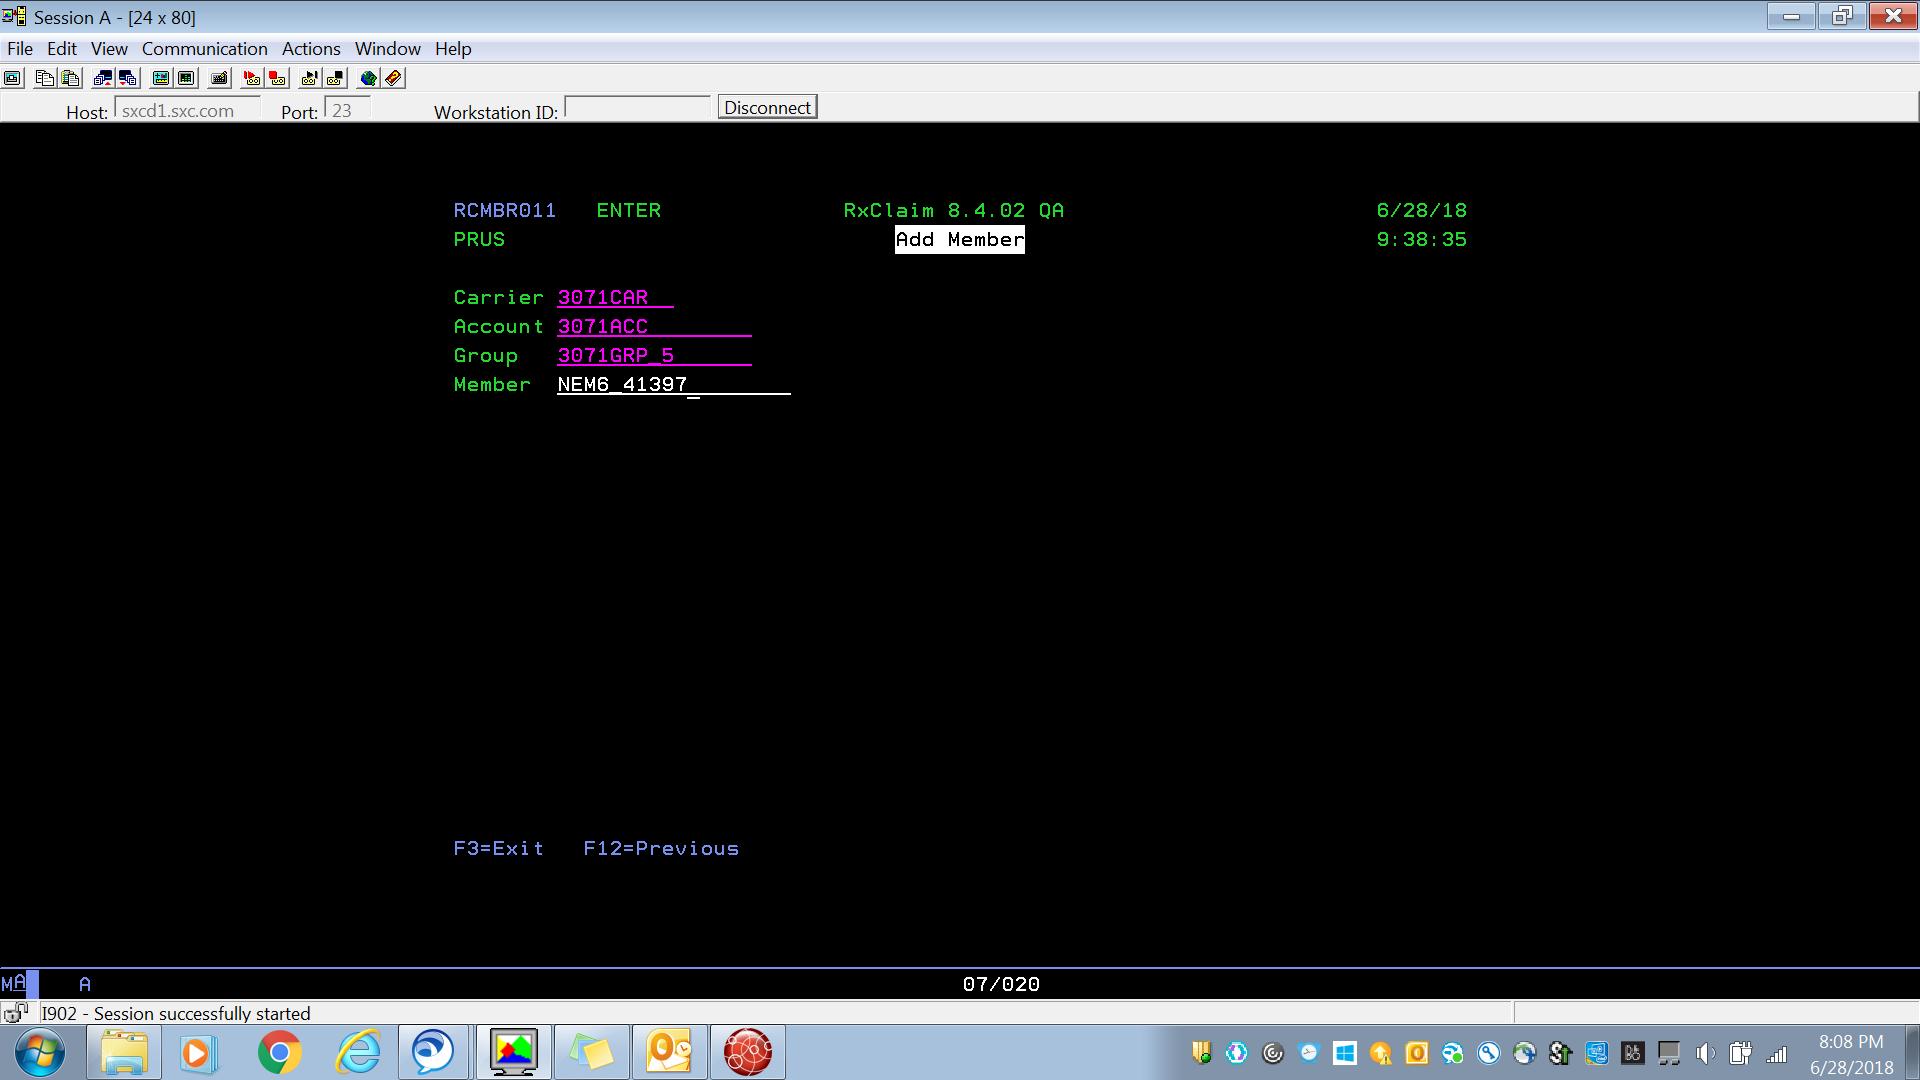 Session A - [24 x 80]
File Edit View Communication Actions Window Help
Host: sxcd1.sxc.com Port: 23 Workstation ID: Disconnect
RCMBR011 ENTER RxClaim 8.4.02 QA 6/28/18
PRUS Add Member 9:38:35
Carrier 3071CAR
Account 3071ACC
Group 3071GRP_5
Member NEM6_41397
F3=Exit F12=Previous
MA A 07/020
I902 - Session successfully started
8:08 PM
6/28/2018